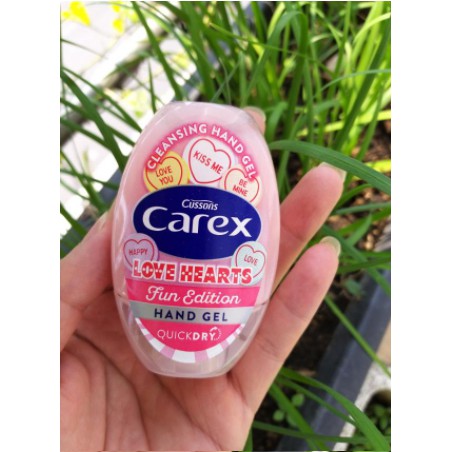 CLEANSING HAND GEL
KISS ME
LOVE
YOU
BE
MINE
Cussons
Carex
HAPPY
LOVE
LOVE HEARTS
Fun Edition
HAND GEL
QUICKDRY